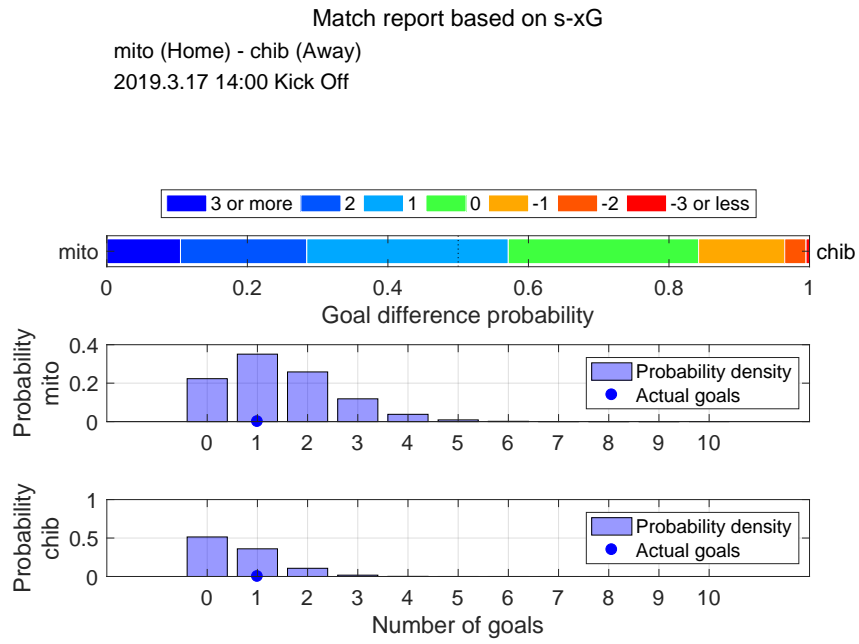 Match report based on s-xG
mito (Home) - chib (Away)
2019.3.17 14:00 Kick Off
3 or more 2 1 0 -1 -2 -3 or less
mito chib
0 0.2 0.4 0.6 0.8 1
Goal difference probability
Probability
mito
0.4
0.2
0
Probability density
Actual goals
0 1 2 3 4 5 6 7 8 9 10
Probability
chib
1
0.5
0
Probability density
Actual goals
0 1 2 3 4 5 6 7 8 9 10
Number of goals